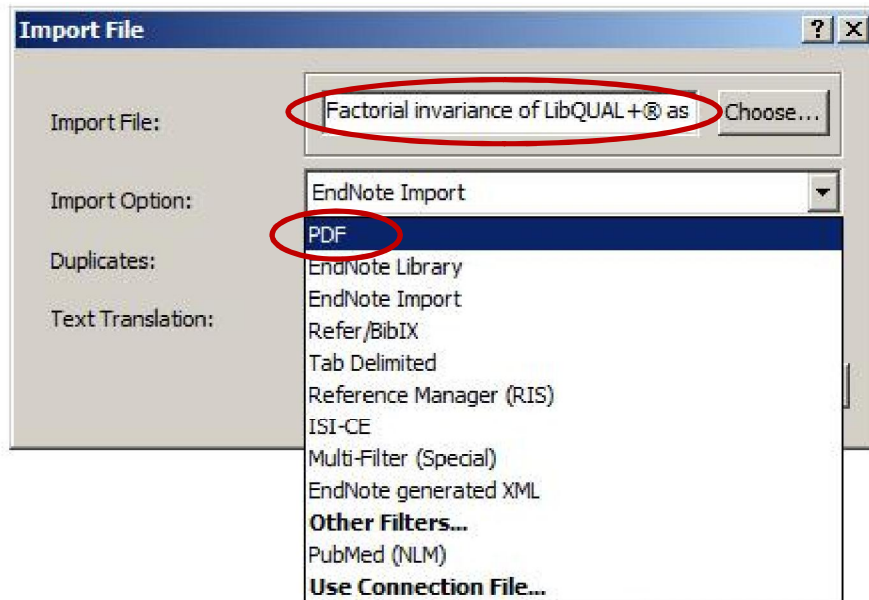 Import File
Import File:
Factorial invariance of LibQUAL+® as
Choose...
Import Option:
EndNote Import
PDF
Duplicates:
EndNote Library
EndNote Import
Text Translation:
Refer/BibIX
Tab Delimited
Reference Manager (RIS)
ISI-CE
Multi-Filter (Special)
EndNote generated XML
Other Filters...
PubMed (NLM)
Use Connection File...